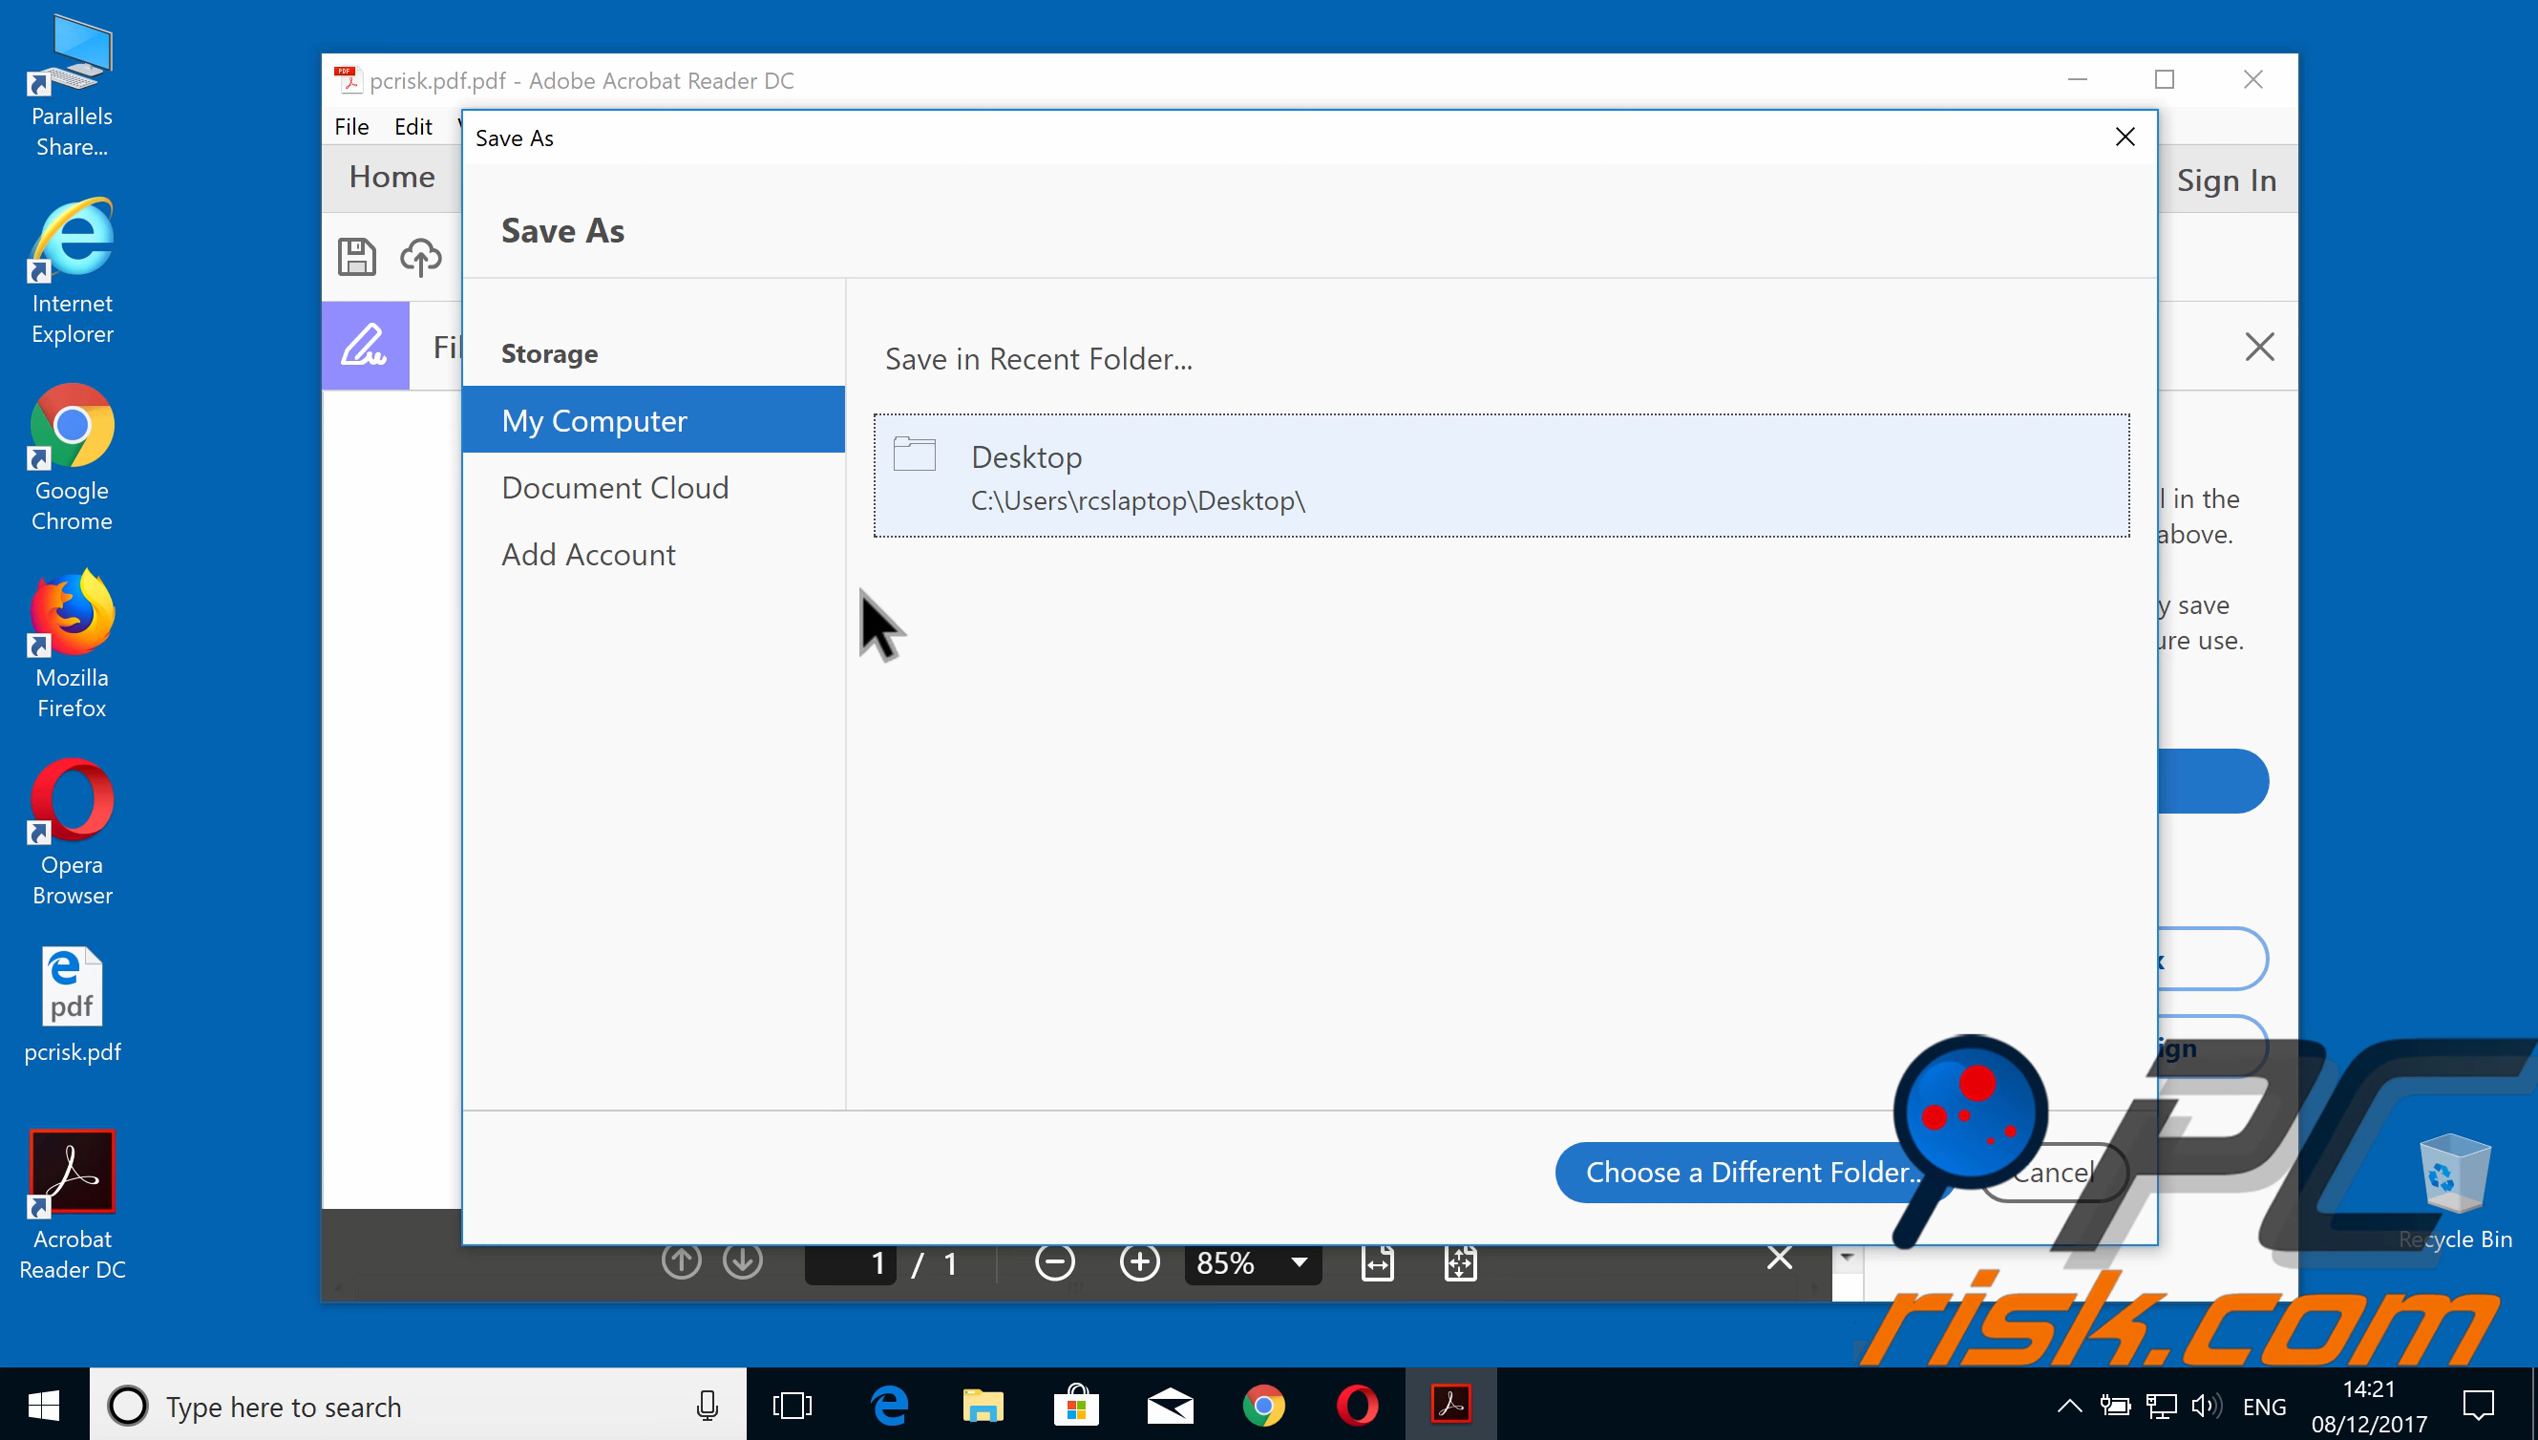 Parallels
Share...
Internet
Explorer
Google
Chrome
Mozilla
Firefox
Opera
Browser
pdf
pcrisk.pdf
Acrobat
Reader DC
PDF
pcrisk.pdf.pdf - Adobe Acrobat Reader DC
File Edit
Home
Sign In
Save As
Save As
Storage
My Computer
Document Cloud
Add Account
Save in Recent Folder...
Desktop
C:\Users\rcslaptop\Desktop\
in the
above.
save
use.
Choose a Different Folder...
Cancel
1 / 1
85%
PC
risk.com
Recycle Bin
Type here to search
ENG
14:21
08/12/2017